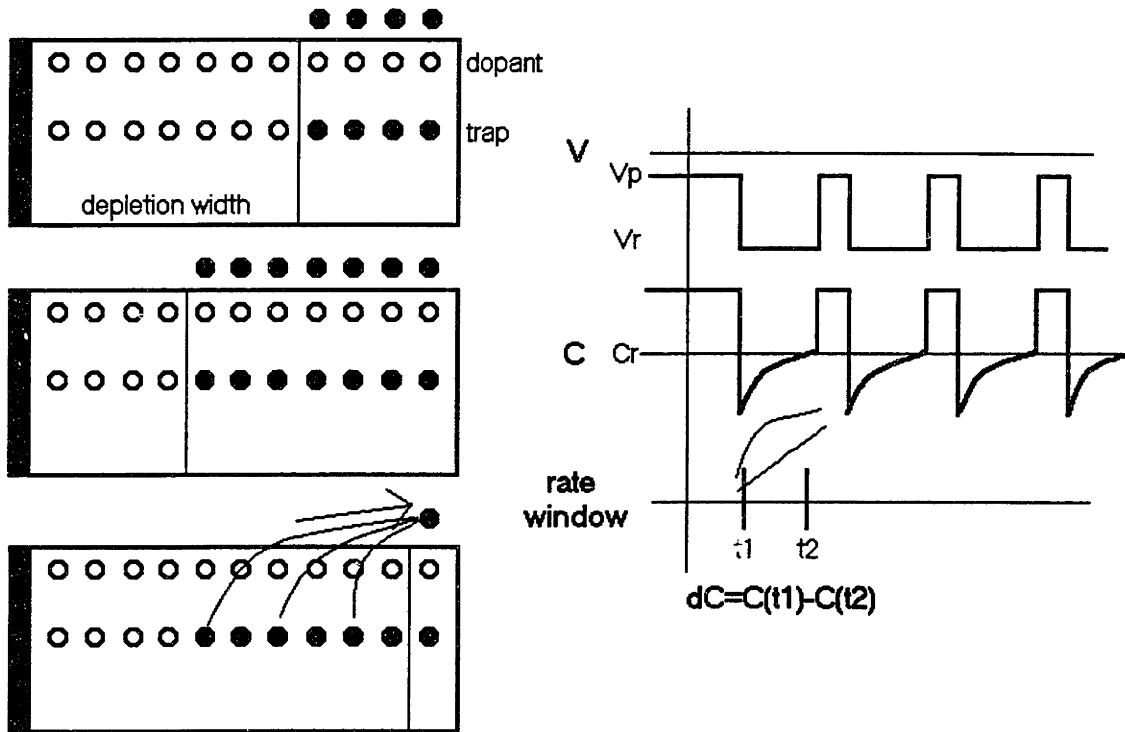 dopant
trap
depletion width
V
Vp
Vr
C
Cr
rate
window
t1
t2
dC=C(t1)-C(t2)